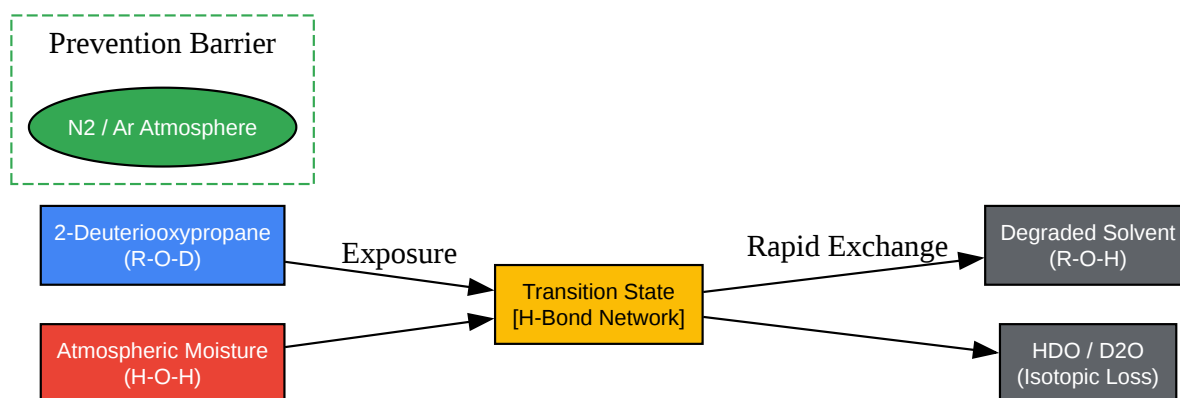 Prevention Barrier
N2 / Ar Atmosphere
2-Deuteriooxypropane
(R-O-D)
Exposure
Atmospheric Moisture
(H-O-H)
Transition State
[H-Bond Network]
Rapid Exchange
Degraded Solvent
(R-O-H)
HDO / D2O
(Isotopic Loss)